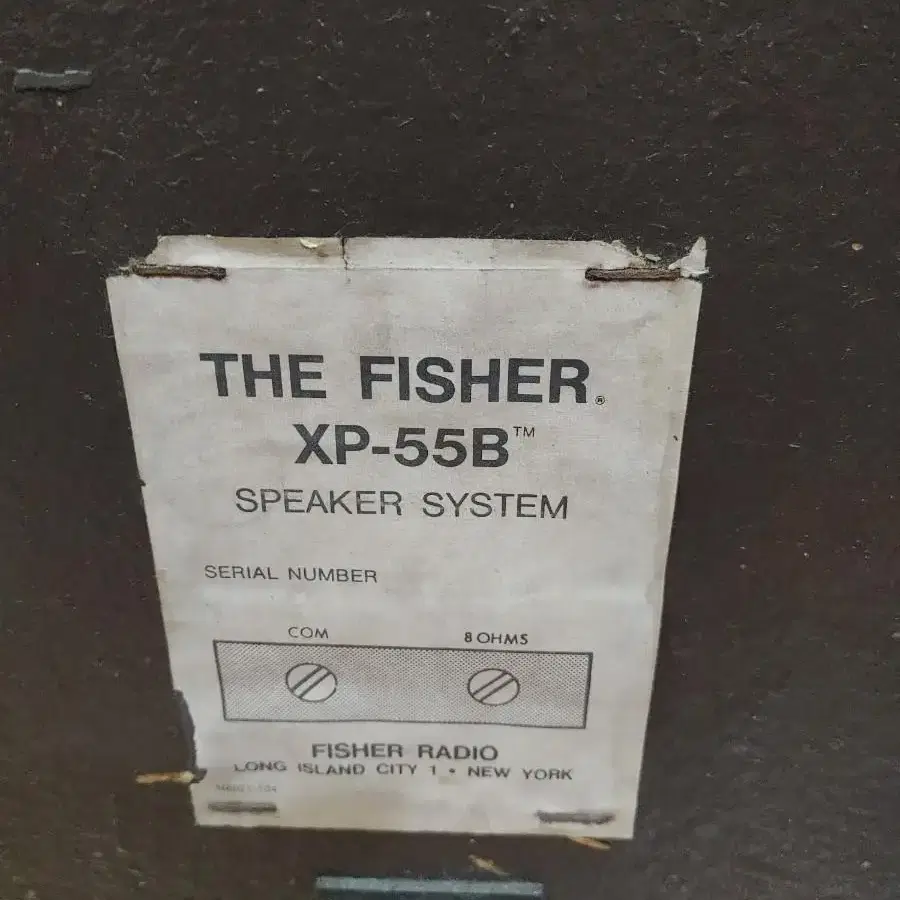 THE FISHER®
XP-55B™
SPEAKER SYSTEM
SERIAL NUMBER
COM 8 OHMS
FISHER RADIO
LONG ISLAND CITY 1 • NEW YORK